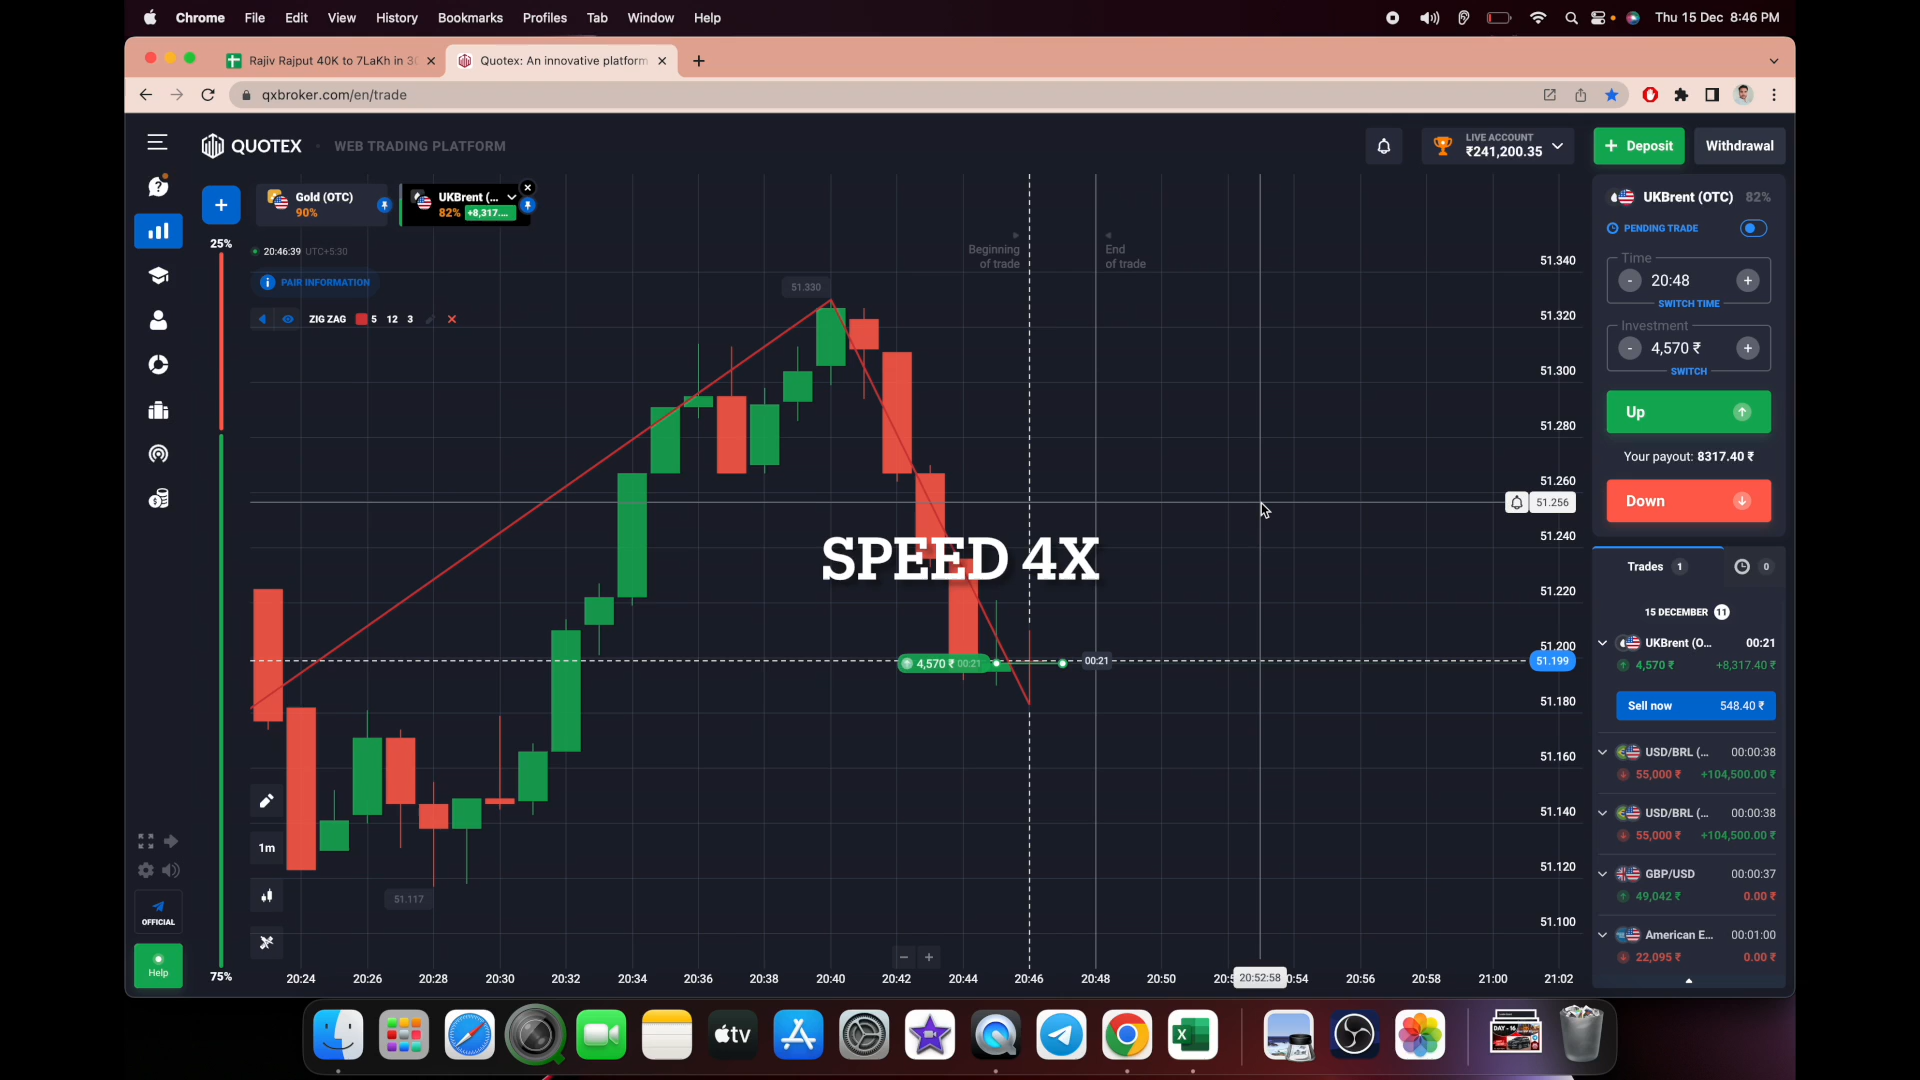 Chrome File Edit View History Bookmarks Profiles Tab Window Help
Thu 15 Dec 8:46 PM
Rajiv Rajput 40K to 7LaKh in 30
Quotex: An innovative platform
qxbroker.com/en/trade
QUOTEX
WEB TRADING PLATFORM
LIVE ACCOUNT
₹241,200.35
+ Deposit
Withdrawal
Gold (OTC)
90%
UKBrent (...
82% +8,317....
25%
20:46:39 UTC+5:30
PAIR INFORMATION
ZIG ZAG 5 12 3
Beginning
of trade
End
of trade
51.330
51.117
SPEED 4X
4,570 ₹ 00:21
00:21
51.340
51.320
51.300
51.280
51.260
51.256
51.240
51.220
51.200
51.199
51.180
51.160
51.140
51.120
51.100
1m
OFFICIAL
Help
75%
20:24 20:26 20:28 20:30 20:32 20:34 20:36 20:38 20:40 20:42 20:44 20:46 20:48 20:50 20:52:58 20:56 20:58 21:00 21:02
UKBrent (OTC) 82%
PENDING TRADE
Time
- 20:48 +
SWITCH TIME
Investment
- 4,570 ₹ +
SWITCH
Up
Your payout: 8317.40 ₹
Down
Trades 1
0
15 DECEMBER 11
UKBrent (O... 00:21
4,570 ₹ +8,317.40 ₹
Sell now 548.40 ₹
USD/BRL (... 00:00:38
55,000 ₹ +104,500.00 ₹
USD/BRL (... 00:00:38
55,000 ₹ +104,500.00 ₹
GBP/USD 00:00:37
49,042 ₹ 0.00 ₹
American E... 00:01:00
22,095 ₹ 0.00 ₹
tv
DAY - 16